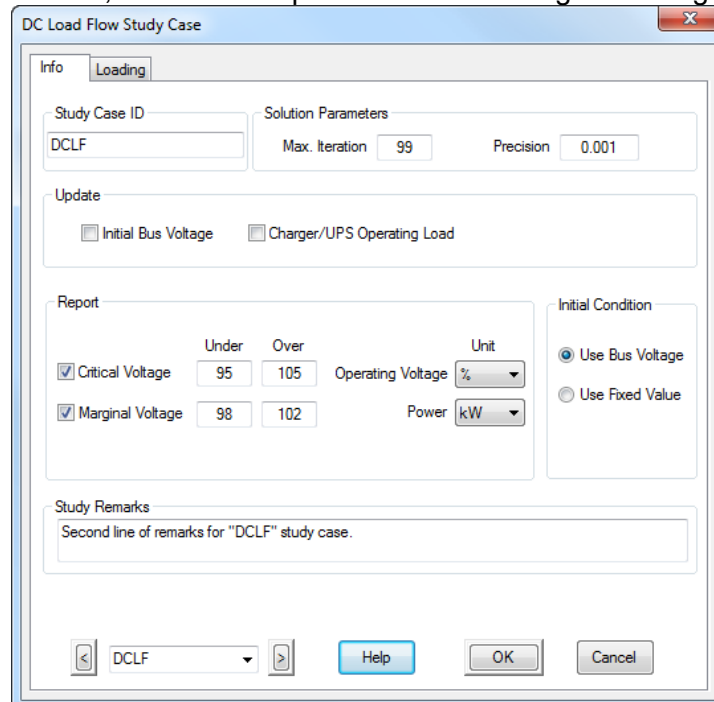 DC Load Flow Study Case
Info Loading
Study Case ID
DCLF
Solution Parameters
Max. Iteration 99 Precision 0.001
Update
Initial Bus Voltage Charger/UPS Operating Load
Report
Under Over Unit
Critical Voltage 95 105 Operating Voltage %
Marginal Voltage 98 102 Power kW
Initial Condition
Use Bus Voltage
Use Fixed Value
Study Remarks
Second line of remarks for "DCLF" study case.
< DCLF > Help OK Cancel